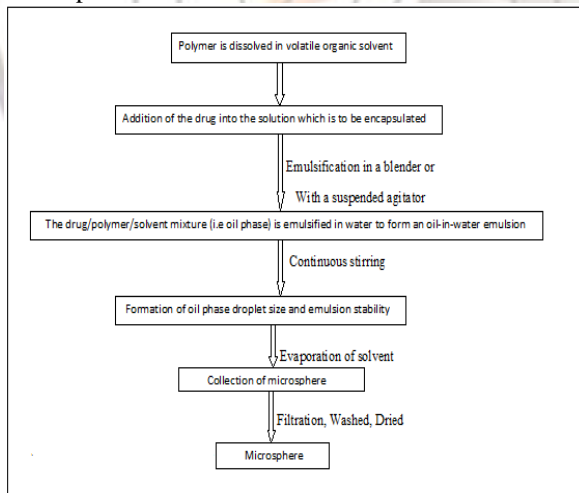 Polymer is dissolved in volatile organic solvent
Addition of the drug into the solution which is to be encapsulated
Emulsification in a blender or
With a suspended agitator
The drug/polymer/solvent mixture (i.e oil phase) is emulsified in water to form an oil-in-water emulsion
Continuous stirring
Formation of oil phase droplet size and emulsion stability
Evaporation of solvent
Collection of microsphere
Filtration, Washed, Dried
Microsphere